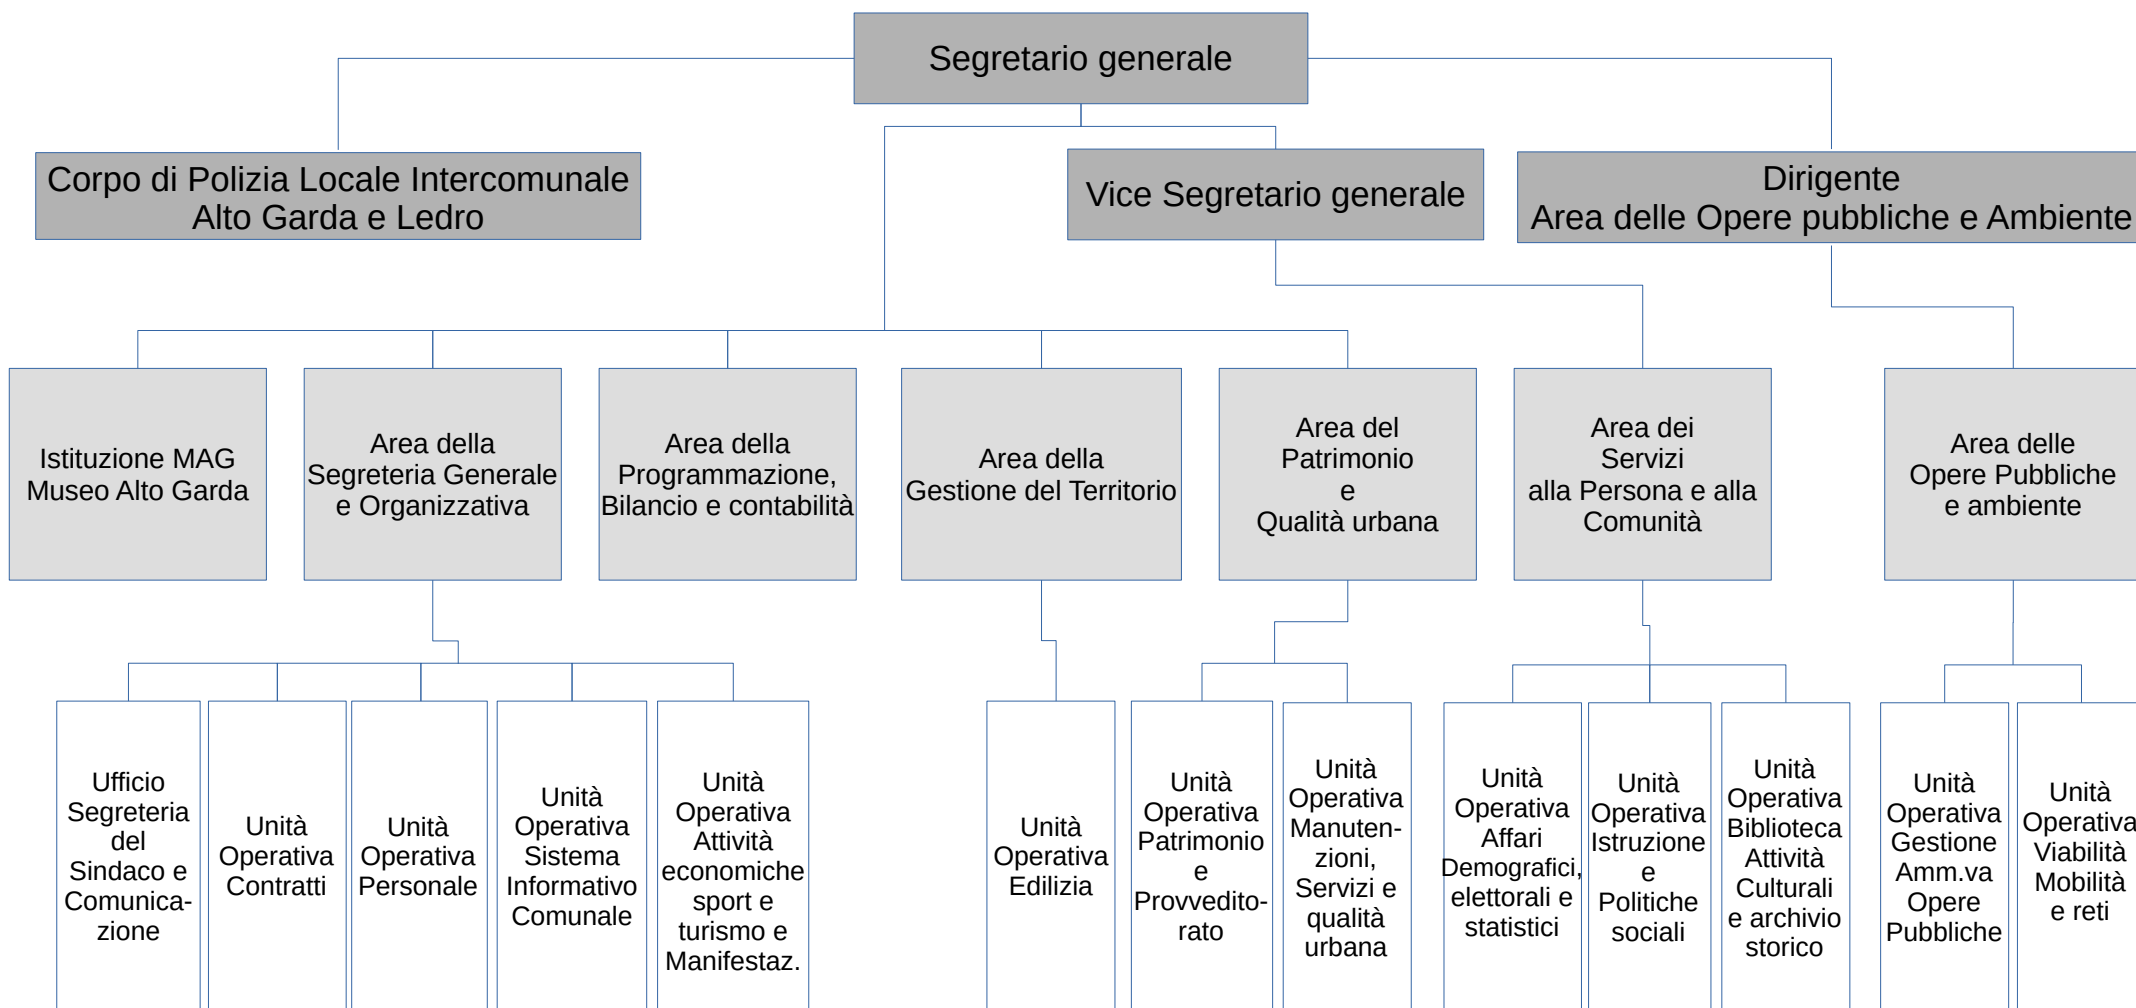 Segretario generale
Corpo di Polizia Locale Intercomunale
Alto Garda e Ledro
Vice Segretario generale
Dirigente
Area delle Opere pubbliche e Ambiente
Istituzione MAG
Museo Alto Garda
Area della
Segreteria Generale
e Organizzativa
Area della
Programmazione,
Bilancio e contabilità
Area della
Gestione del Territorio
Area del
Patrimonio
e
Qualità urbana
Area dei
Servizi
alla Persona e alla
Comunità
Area delle
Opere Pubbliche
e ambiente
Ufficio
Segreteria
del
Sindaco e
Comunica-
zione
Unità
Operativa
Contratti
Unità
Operativa
Personale
Unità
Operativa
Sistema
Informativo
Comunale
Unità
Operativa
Attività
economiche
sport e
turismo e
Manifestaz.
Unità
Operativa
Edilizia
Unità
Operativa
Patrimonio
e
Provvedito-
rato
Unità
Operativa
Manuten-
zioni,
Servizi e
qualità
urbana
Unità
Operativa
Affari
Demografici,
elettorali e
statistici
Unità
Operativa
Istruzione
e
Politiche
sociali
Unità
Operativa
Biblioteca
Attività
Culturali
e archivio
storico
Unità
Operativa
Gestione
Amm.va
Opere
Pubbliche
Unità
Operativa
Viabilità
Mobilità
e reti